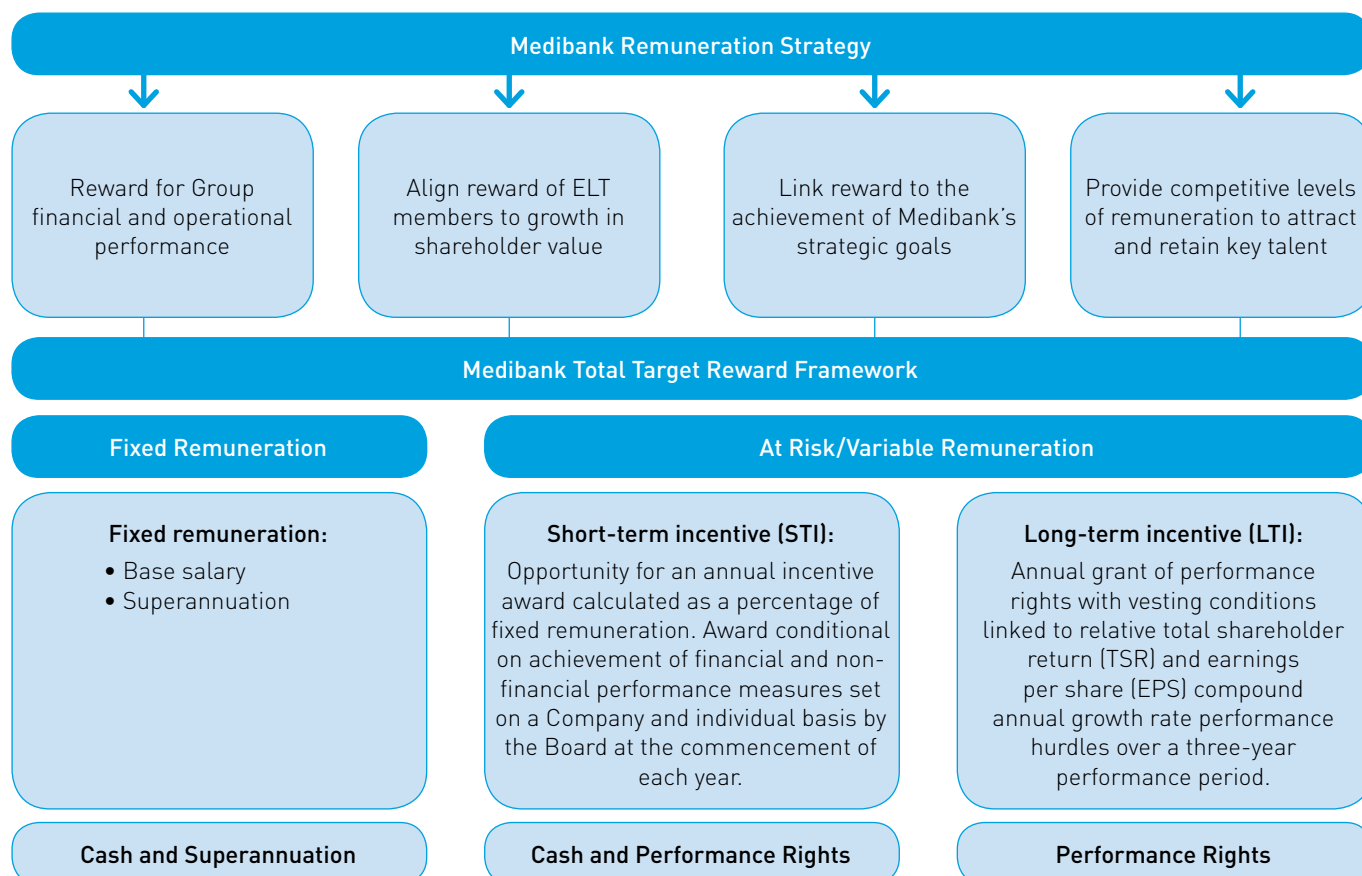 Medibank Remuneration Strategy
Reward for Group
financial and operational
performance
Align reward of ELT
members to growth in
shareholder value
Link reward to the
achievement of Medibank’s
strategic goals
Provide competitive levels
of remuneration to attract
and retain key talent
Medibank Total Target Reward Framework
Fixed Remuneration
At Risk/Variable Remuneration
Fixed remuneration:
• Base salary
• Superannuation
Short-term incentive (STI):
Opportunity for an annual incentive
award calculated as a percentage of
fixed remuneration. Award conditional
on achievement of financial and non-
financial performance measures set
on a Company and individual basis by
the Board at the commencement of
each year.
Long-term incentive (LTI):
Annual grant of performance
rights with vesting conditions
linked to relative total shareholder
return (TSR) and earnings
per share (EPS) compound
annual growth rate performance
hurdles over a three-year
performance period.
Cash and Superannuation
Cash and Performance Rights
Performance Rights